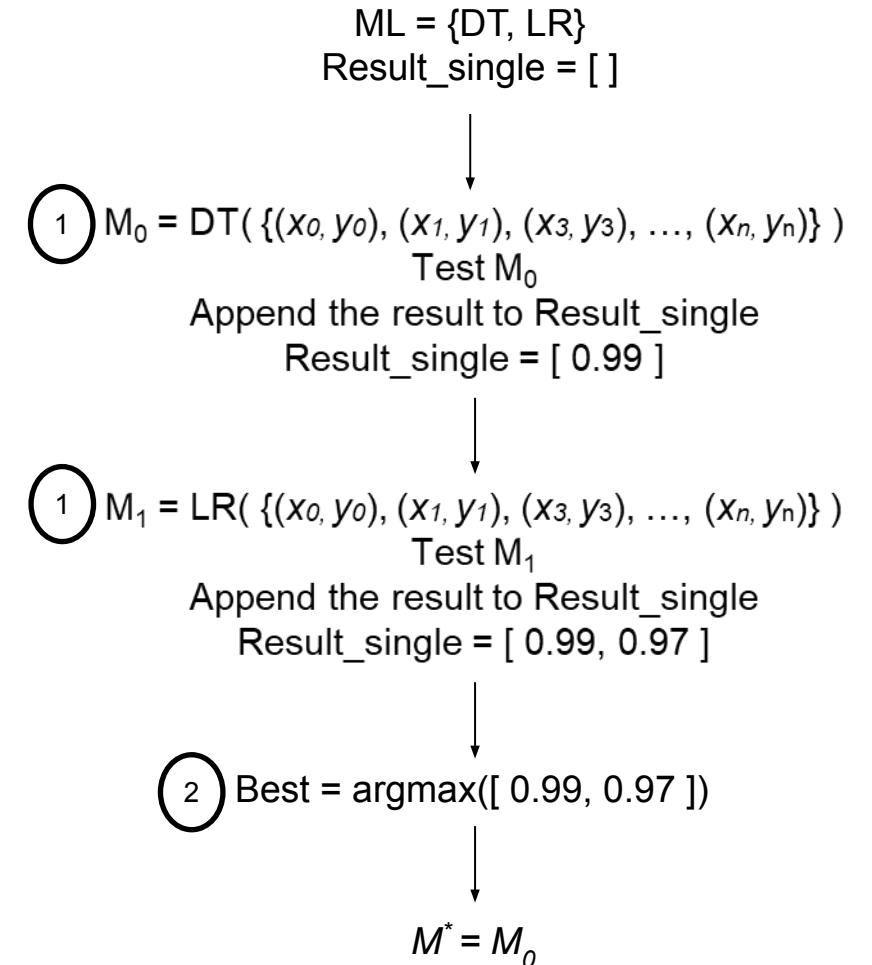 ML = {DT, LR}
Result_single = [ ]
1 M₀ = DT( {(x₀, y₀), (x₁, y₁), (x₃, y₃), …, (xₙ, yₙ)} )
Test M₀
Append the result to Result_single
Result_single = [ 0.99 ]
1 M₁ = LR( {(x₀, y₀), (x₁, y₁), (x₃, y₃), …, (xₙ, yₙ)} )
Test M₁
Append the result to Result_single
Result_single = [ 0.99, 0.97 ]
2 Best = argmax([ 0.99, 0.97 ])
M* = M₀